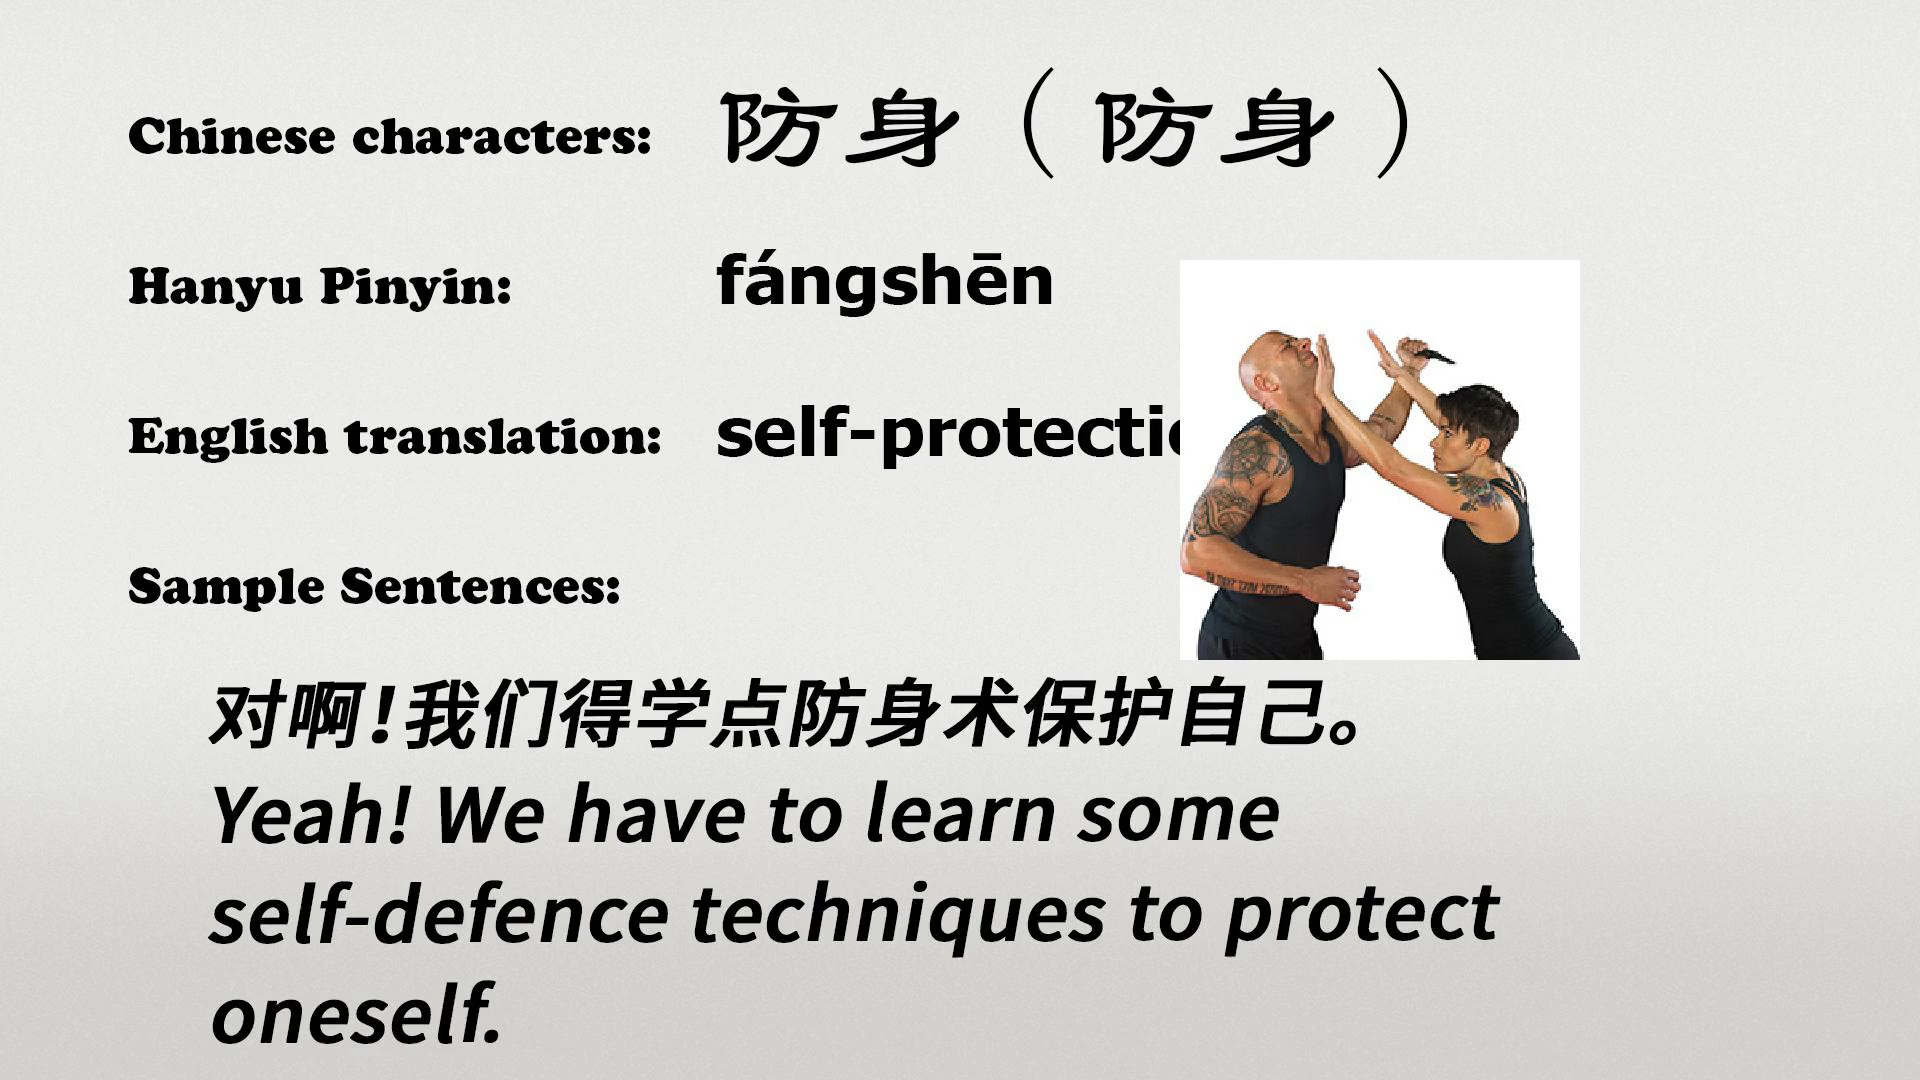 Chinese characters: 防身（防身）
Hanyu Pinyin: fángshēn
English translation: self-protectio
Sample Sentences:
对啊！我们得学点防身术保护自己。
Yeah! We have to learn some
self-defence techniques to protect
oneself.